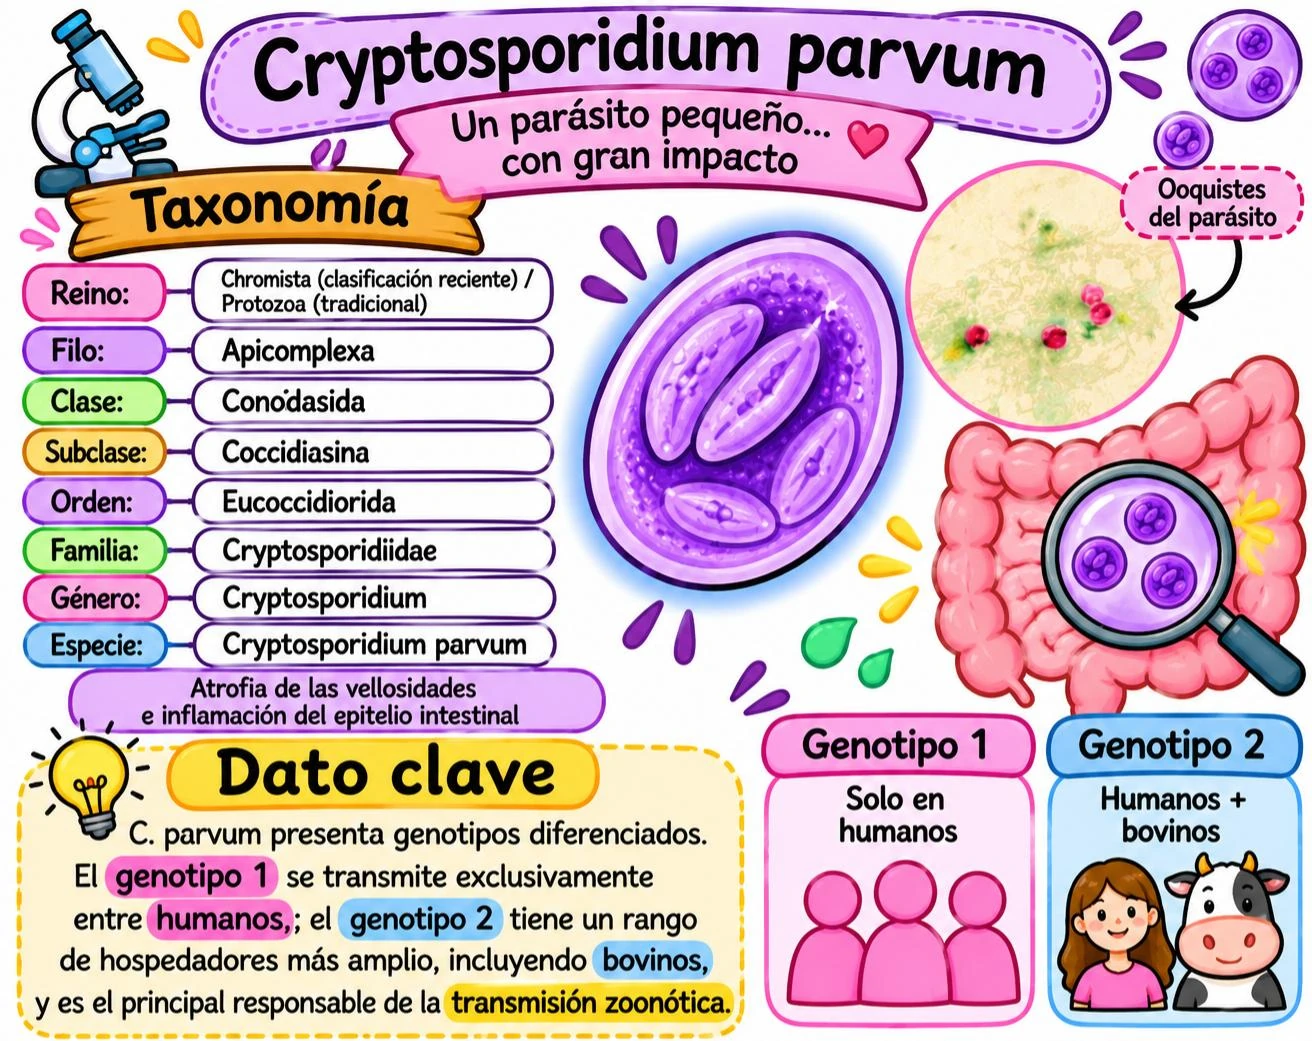 Cryptosporidium parvum
Un parásito pequeño...
con gran impacto
Ooquistes
del parásito
Taxonomía
Reino:
Chromista (clasificación reciente) /
Protozoa (tradicional)
Filo:
Apicomplexa
Clase:
Conoidasida
Subclase:
Coccidiasina
Orden:
Eucoccidiorida
Familia:
Cryptosporidiidae
Género:
Cryptosporidium
Especie:
Cryptosporidium parvum
Atrofia de las vellosidades
e inflamación del epitelio intestinal
Dato clave
C. parvum presenta genotipos diferenciados.
El genotipo 1 se transmite exclusivamente
entre humanos,; el genotipo 2 tiene un rango
de hospedadores más amplio, incluyendo bovinos,
y es el principal responsable de la transmisión zoonótica.
Genotipo 1
Solo en
humanos
Genotipo 2
Humanos +
bovinos